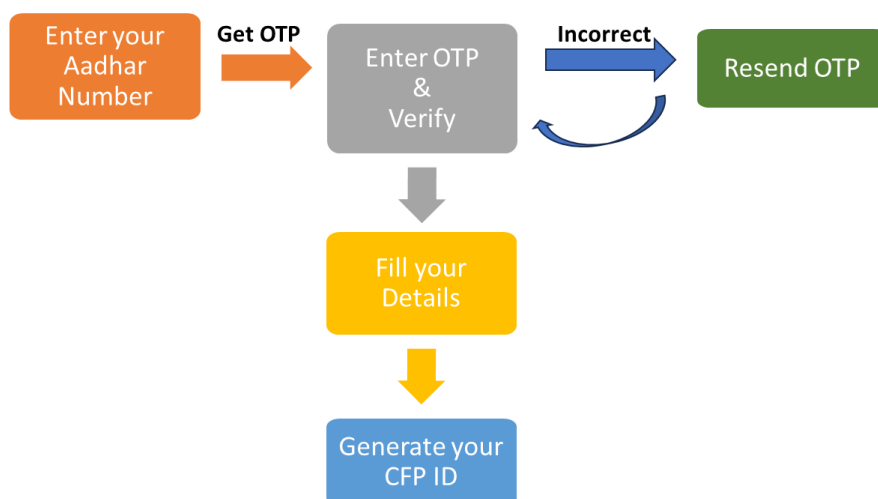 Enter your
Aadhar
Number
Get OTP
Enter OTP
&
Verify
Incorrect
Resend OTP
Fill your
Details
Generate your
CFP ID